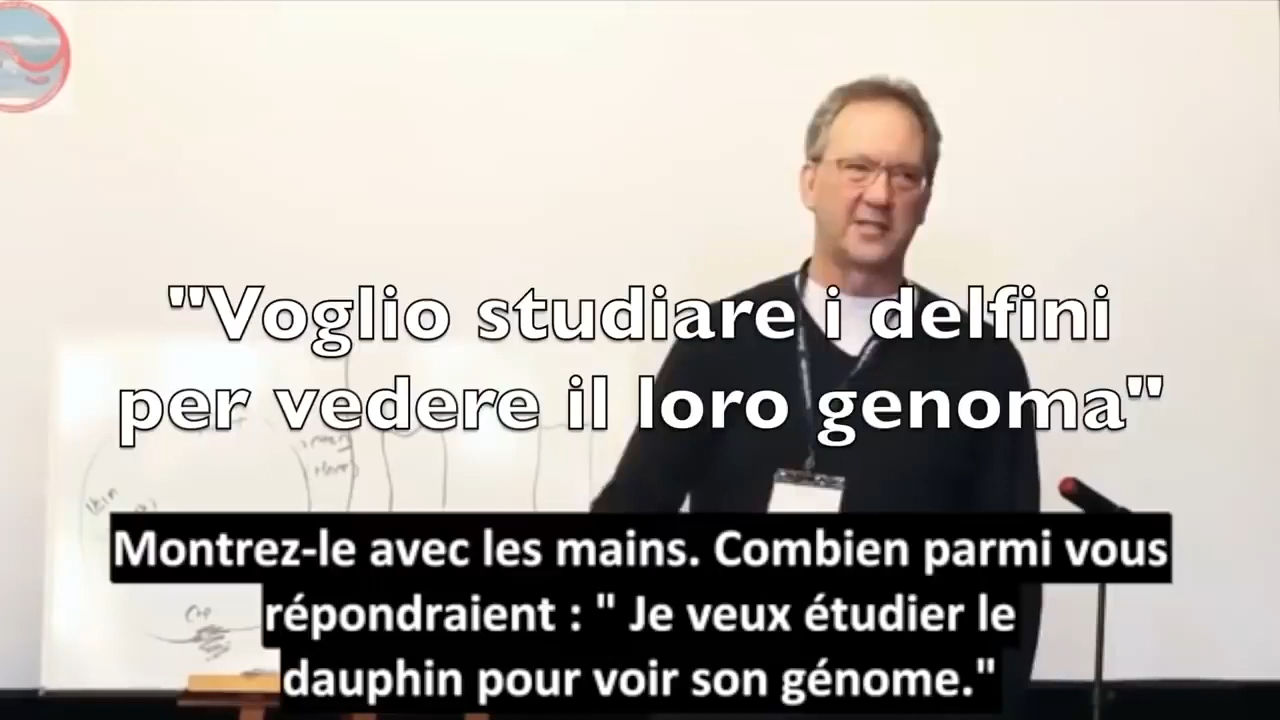 "Voglio studiare i delfini
per vedere il loro genoma"
Montrez-le avec les mains. Combien parmi vous
répondraient : " Je veux étudier le
dauphin pour voir son génome."